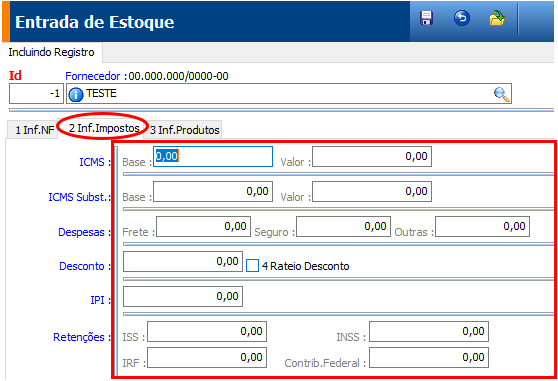 Entrada de Estoque
Incluindo Registro
Id Fornecedor :00.000.000/0000-00
-1 TESTE
1 Inf.NF 2 Inf.Impostos 3 Inf.Produtos
ICMS : Base : 0,00 Valor : 0,00
ICMS Subst.: Base : 0,00 Valor : 0,00
Despesas : Frete : 0,00 Seguro : 0,00 Outras : 0,00
Desconto : 0,00 4 Rateio Desconto
IPI : 0,00
Retenções : ISS : 0,00 INSS : 0,00
IRF : 0,00 Contrib.Federal : 0,00